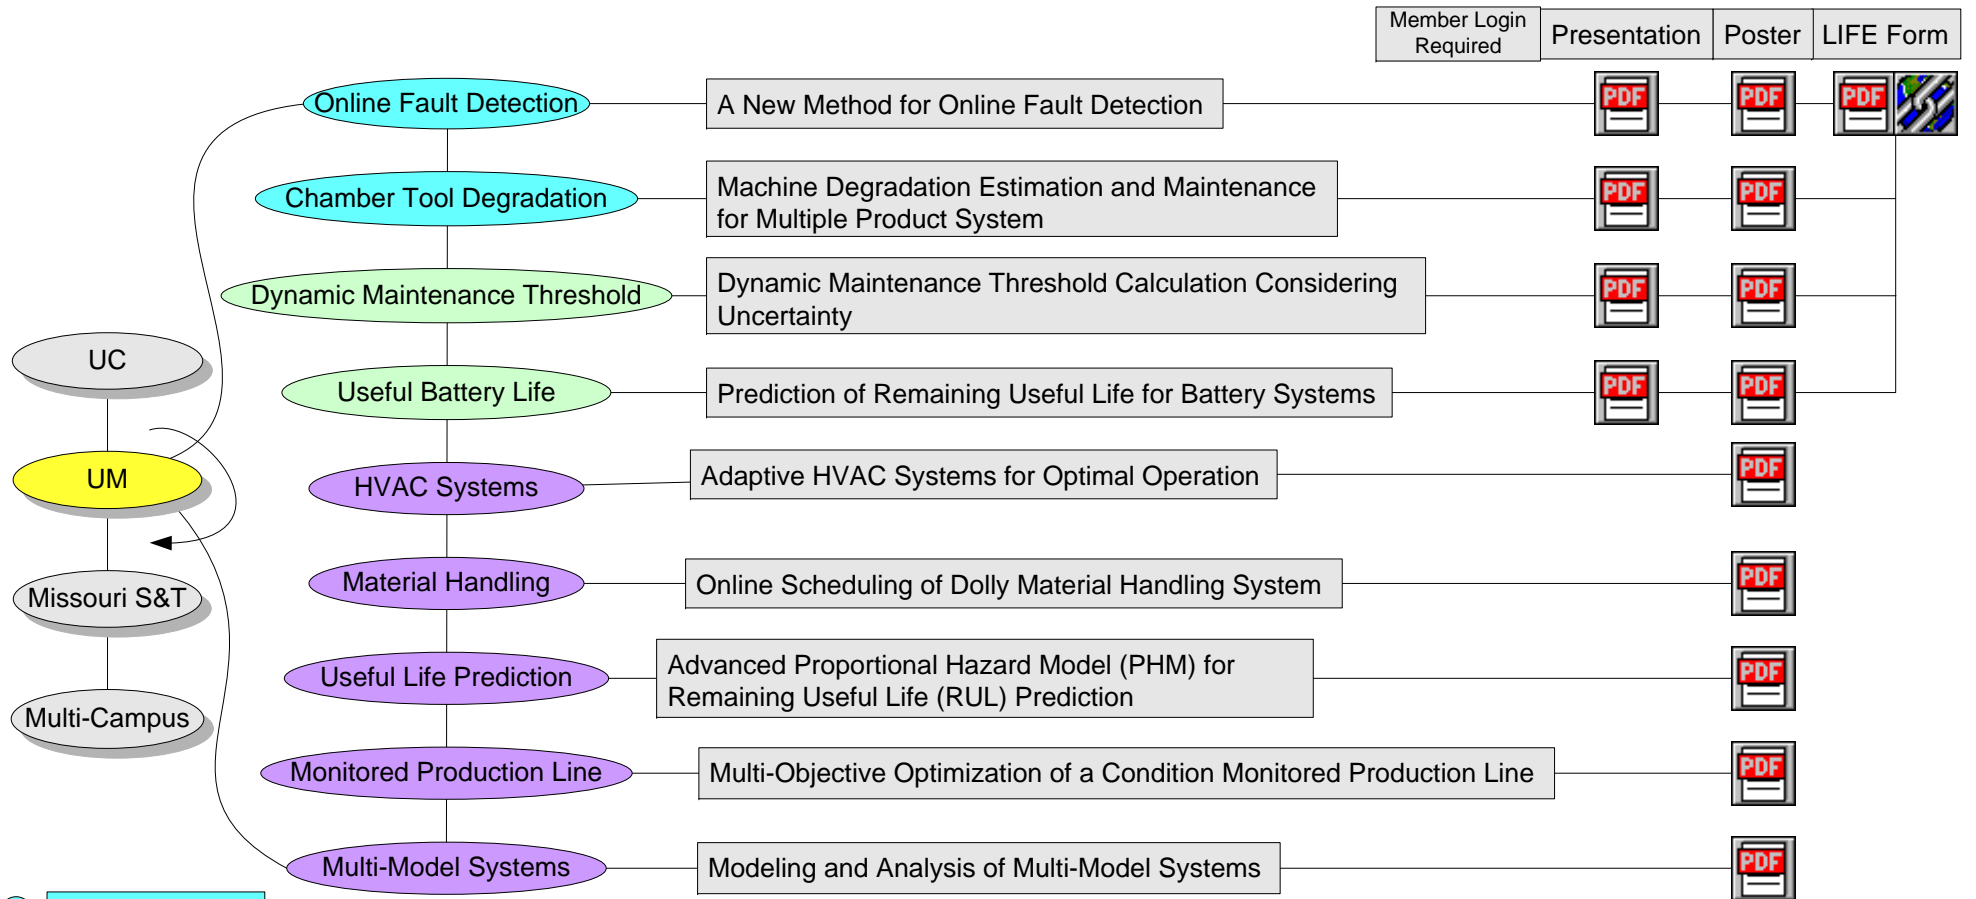 Member Login
Required
Presentation
Poster
LIFE Form
Online Fault Detection
A New Method for Online Fault Detection
PDF
PDF
PDF
Chamber Tool Degradation
Machine Degradation Estimation and Maintenance
for Multiple Product System
PDF
PDF
Dynamic Maintenance Threshold
Dynamic Maintenance Threshold Calculation Considering
Uncertainty
PDF
PDF
UC
Useful Battery Life
Prediction of Remaining Useful Life for Battery Systems
PDF
PDF
UM
HVAC Systems
Adaptive HVAC Systems for Optimal Operation
PDF
Missouri S&T
Material Handling
Online Scheduling of Dolly Material Handling System
PDF
Multi-Campus
Useful Life Prediction
Advanced Proportional Hazard Model (PHM) for
Remaining Useful Life (RUL) Prediction
PDF
Monitored Production Line
Multi-Objective Optimization of a Condition Monitored Production Line
PDF
Multi-Model Systems
Modeling and Analysis of Multi-Model Systems
PDF